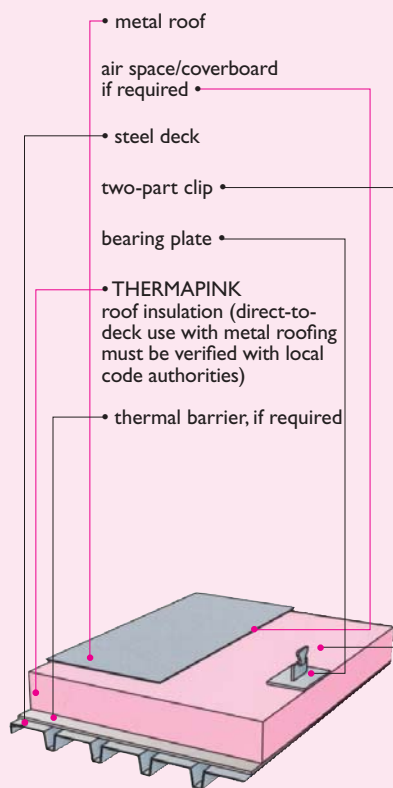 • metal roof
air space/coverboard
if required •
• steel deck
two-part clip •
bearing plate •
• THERMAPINK
roof insulation (direct-to-
deck use with metal roofing
must be verified with local
code authorities)
• thermal barrier, if required